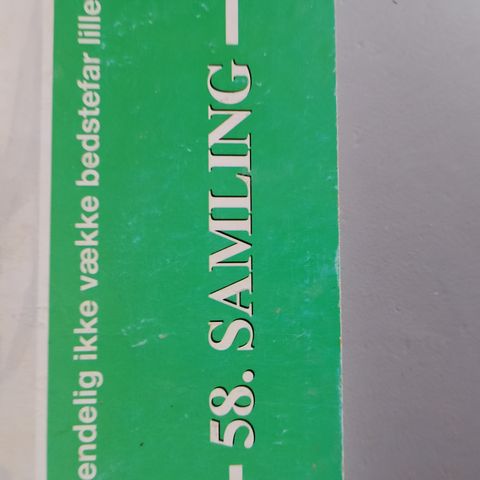 endelig ikke vække bedstefar lille
- 58. SAMLING -